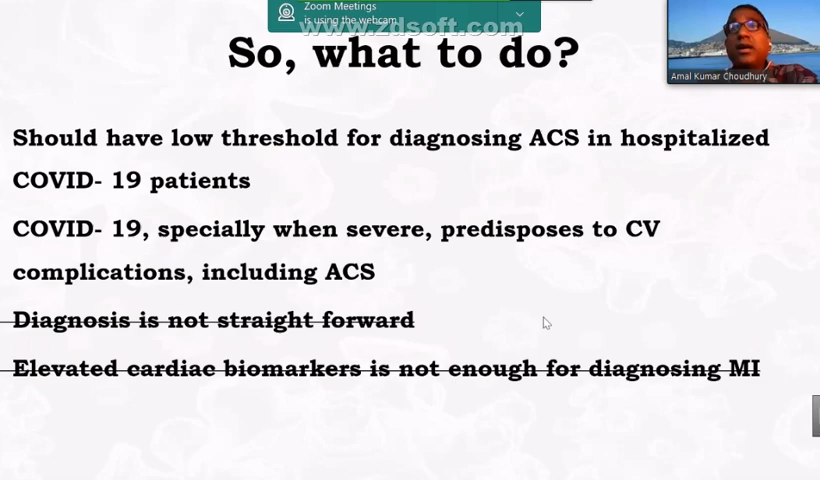 Zoom Meetings
is using the webcam.
www.zdsoft.com
So, what to do?
Amal Kumar Choudhury
Should have low threshold for diagnosing ACS in hospitalized
COVID- 19 patients
COVID- 19, specially when severe, predisposes to CV
complications, including ACS
Diagnosis is not straight forward
Elevated cardiac biomarkers is not enough for diagnosing MI